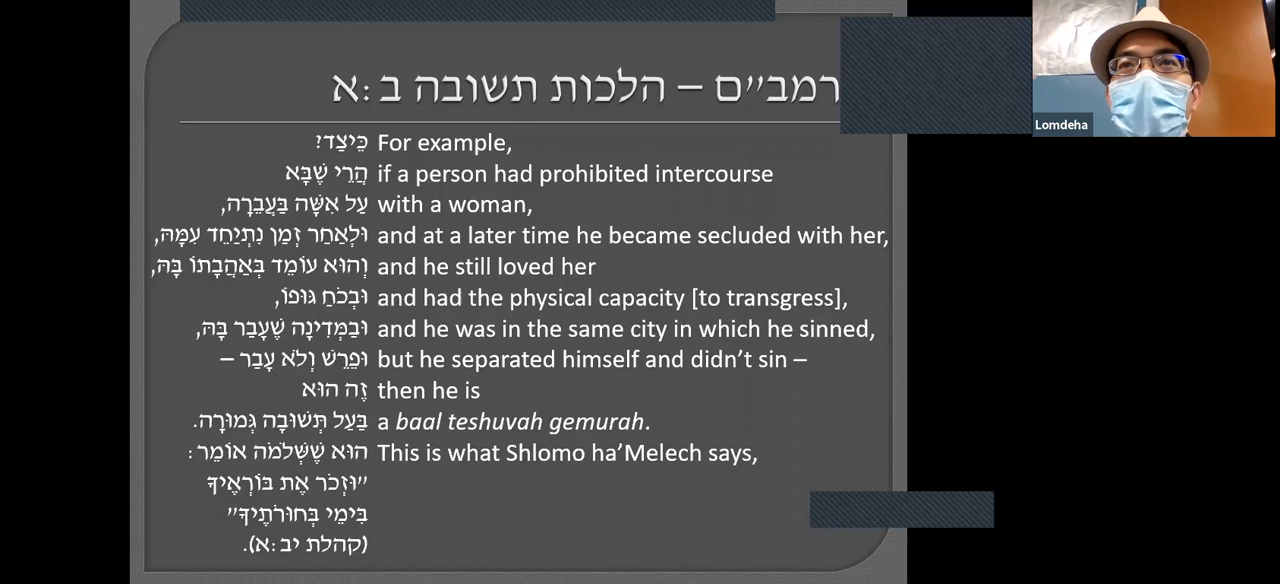 רמב״ם – הלכות תשובה ב:א
כֵּיצַד? For example,
הֲרֵי שֶׁבָּא if a person had prohibited intercourse
עַל אִשָּׁה בַּעֲבֵרָה, with a woman,
וּלְאַחַר זְמַן נִתְיַחֵד עִמָּהּ, and at a later time he became secluded with her,
וְהוּא עוֹמֵד בְּאַהֲבָתוֹ בָּהּ, and he still loved her
וּבְכֹחַ גּוּפוֹ, and had the physical capacity [to transgress],
וּבַמְּדִינָה שֶׁעָבַר בָּהּ, and he was in the same city in which he sinned,
וּפֵרֵשׁ וְלֹא עָבַר – but he separated himself and didn’t sin –
זֶה הוּא then he is
בַּעַל תְּשׁוּבָה גְּמוּרָה. a baal teshuvah gemurah.
הוּא שֶׁשְּׁלֹמֹה אוֹמֵר: This is what Shlomo ha’Melech says,
״וּזְכֹר אֶת בּוֹרְאֶיךָ
בִּימֵי בְּחוּרֹתֶיךָ״
(קהלת יב:א).
Lomdeha